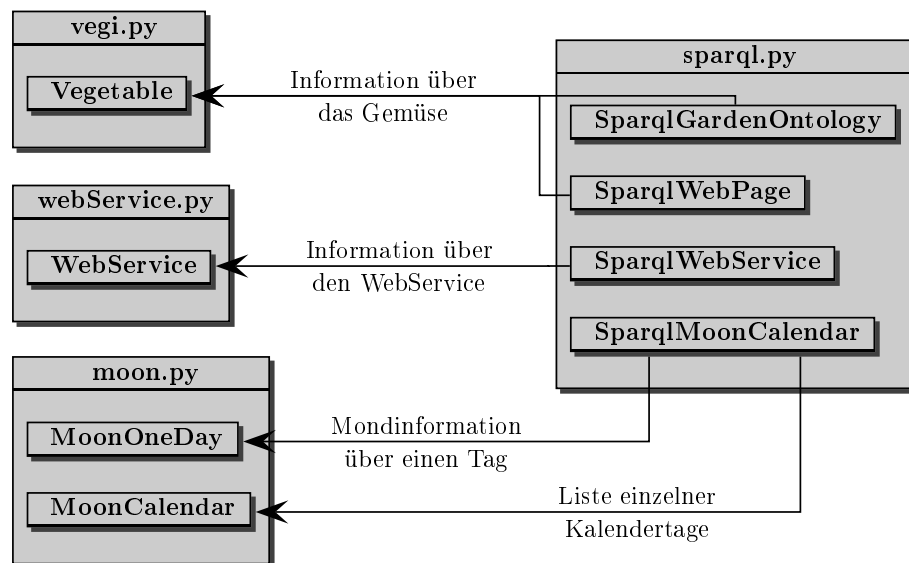 vegi.py
Vegetable
Information über
das Gemüse
sparql.py
SparqlGardenOntology
SparqlWebPage
SparqlWebService
SparqlMoonCalendar
webService.py
WebService
Information über
den WebService
moon.py
MoonOneDay
MoonCalendar
Mondinformation
über einen Tag
Liste einzelner
Kalendertage